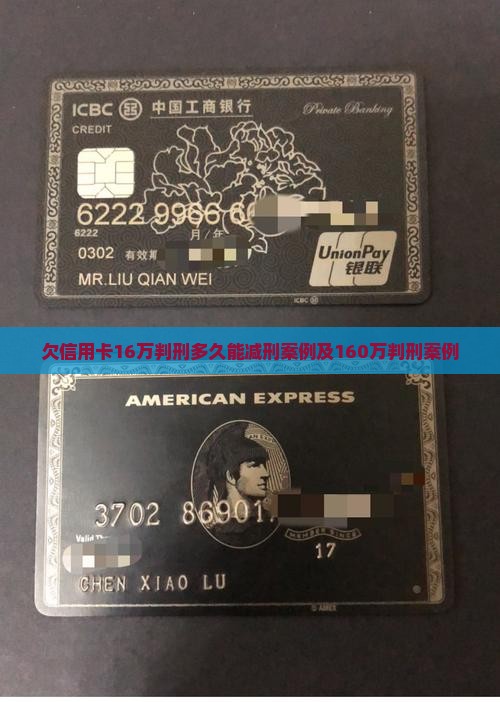 ICBC 中国工商银行 Private Banking
CREDIT
6222 9966 6
6222
月/年
0302 有效期
UnionPay
银联
MR.LIU QIAN WEI
ICBC
欠信用卡16万判刑多久能减刑案例及160万判刑案例
AMERICAN EXPRESS
3702 86901
MEMBER SINCE
Valid Thru
17
CHEN XIAO LU
© AMEX